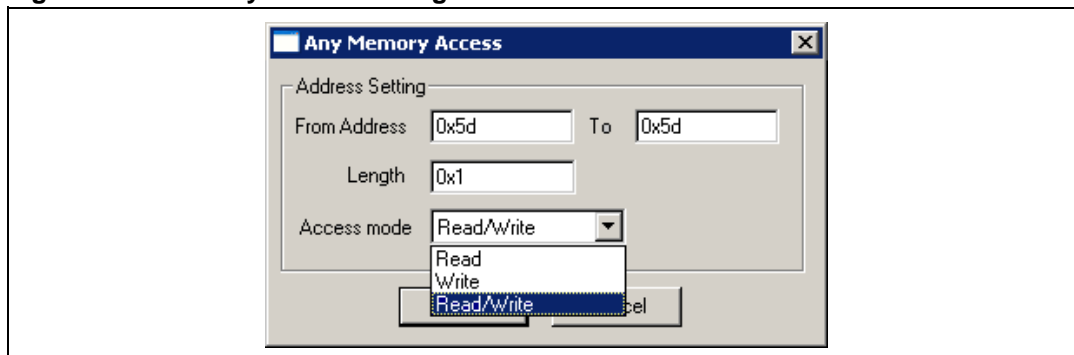 Any Memory Access
Address Setting
From Address 0x5d To 0x5d
Length 0x1
Access mode Read/Write
Read
Write
Read/Write